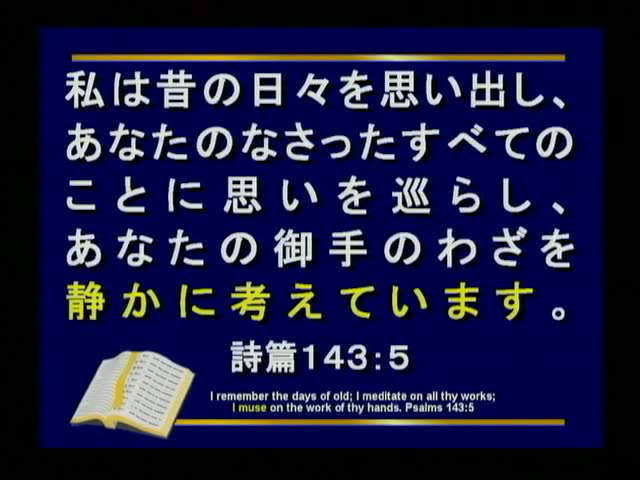 私は昔の日々を思い出し、
あなたのなさったすべての
ことに思いを巡らし、
あなたの御手のわざを
静かに考えています。
詩篇143:5
I remember the days of old; I meditate on all thy works;
I muse on the work of thy hands. Psalms 143:5